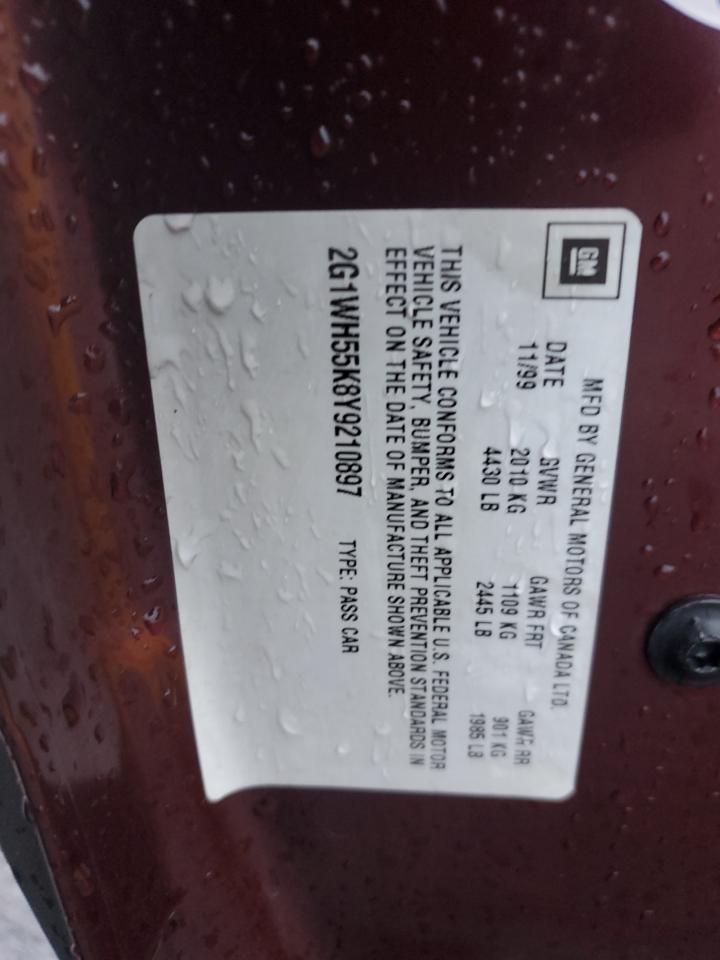 GM
MFD BY GENERAL MOTORS OF CANADA LTD.
DATE GVWR GAWR FRT GAWR RR
11/99 2010 KG 1109 KG 901 KG
4430 LB 2445 LB 1985 LB
THIS VEHICLE CONFORMS TO ALL APPLICABLE U.S. FEDERAL MOTOR
VEHICLE SAFETY, BUMPER, AND THEFT PREVENTION STANDARDS IN
EFFECT ON THE DATE OF MANUFACTURE SHOWN ABOVE.
2G1WH55K8Y9210897 TYPE: PASS CAR